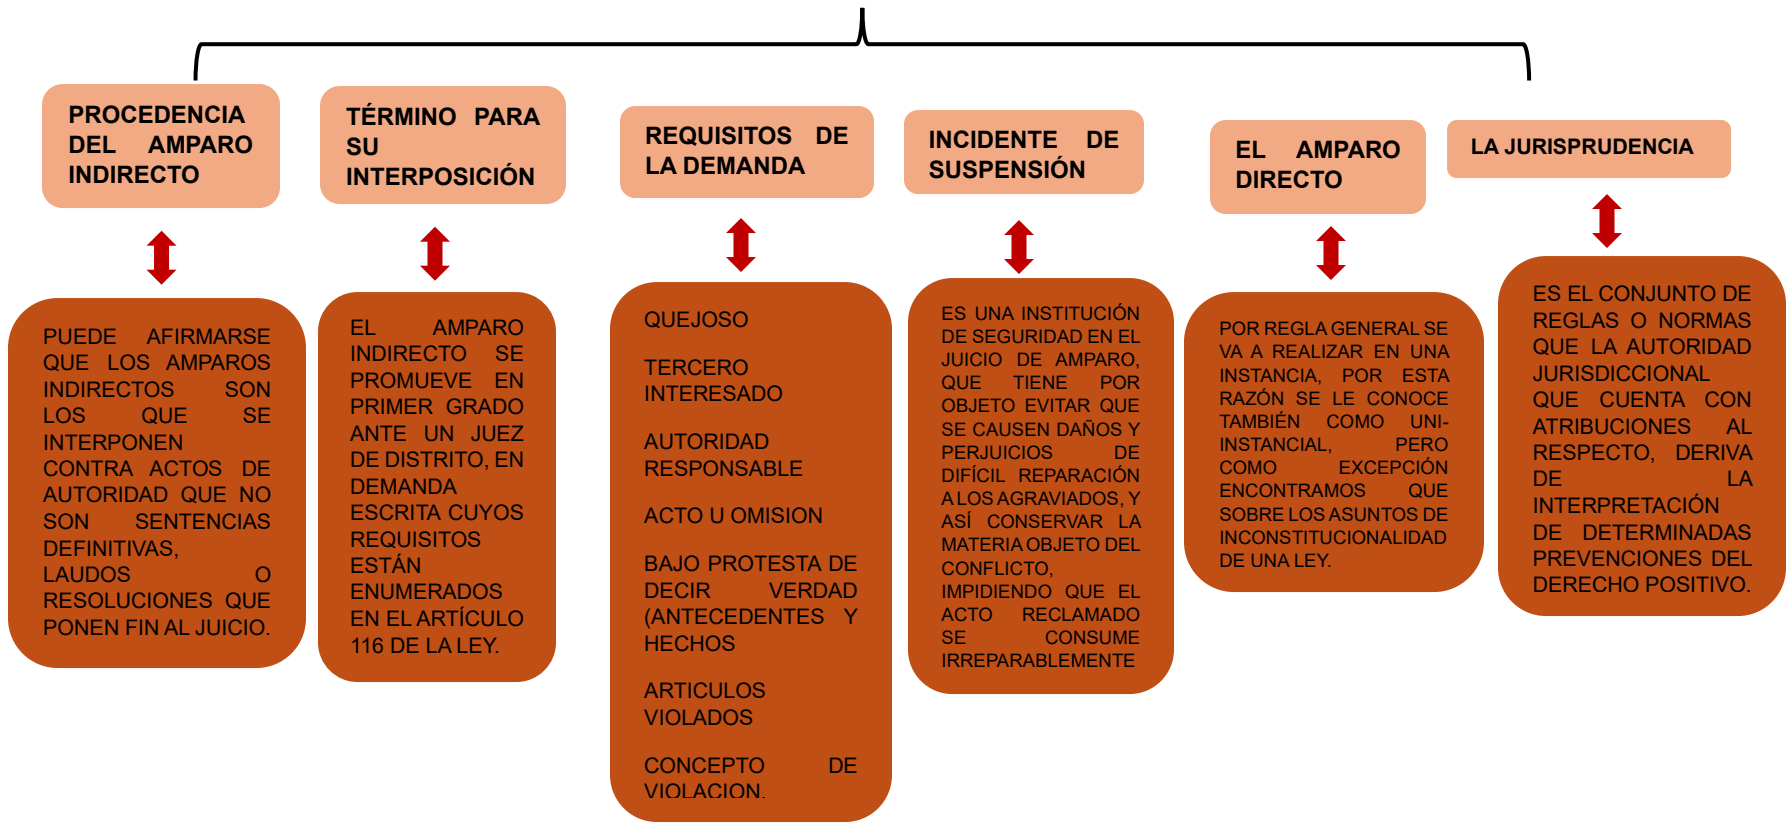 PROCEDENCIA
DEL AMPARO
INDIRECTO
PUEDE AFIRMARSE
QUE LOS AMPAROS
INDIRECTOS SON
LOS QUE SE
INTERPONEN
CONTRA ACTOS DE
AUTORIDAD QUE NO
SON SENTENCIAS
DEFINITIVAS,
LAUDOS O
RESOLUCIONES QUE
PONEN FIN AL JUICIO.
TÉRMINO PARA
SU
INTERPOSICIÓN
EL AMPARO
INDIRECTO SE
PROMUEVE EN
PRIMER GRADO
ANTE UN JUEZ
DE DISTRITO, EN
DEMANDA
ESCRITA CUYOS
REQUISITOS
ESTÁN
ENUMERADOS
EN EL ARTÍCULO
116 DE LA LEY.
REQUISITOS DE
LA DEMANDA
QUEJOSO
TERCERO
INTERESADO
AUTORIDAD
RESPONSABLE
ACTO U OMISION
BAJO PROTESTA DE
DECIR VERDAD
(ANTECEDENTES Y
HECHOS
ARTICULOS
VIOLADOS
CONCEPTO DE
VIOLACION.
INCIDENTE DE
SUSPENSIÓN
ES UNA INSTITUCIÓN
DE SEGURIDAD EN EL
JUICIO DE AMPARO,
QUE TIENE POR
OBJETO EVITAR QUE
SE CAUSEN DAÑOS Y
PERJUICIOS DE
DIFÍCIL REPARACIÓN
A LOS AGRAVIADOS, Y
ASÍ CONSERVAR LA
MATERIA OBJETO DEL
CONFLICTO,
IMPIDIENDO QUE EL
ACTO RECLAMADO
SE CONSUME
IRREPARABLEMENTE
EL AMPARO
DIRECTO
POR REGLA GENERAL SE
VA A REALIZAR EN UNA
INSTANCIA, POR ESTA
RAZÓN SE LE CONOCE
TAMBIÉN COMO UNI-
INSTANCIAL, PERO
COMO EXCEPCIÓN
ENCONTRAMOS QUE
SOBRE LOS ASUNTOS DE
INCONSTITUCIONALIDAD
DE UNA LEY.
LA JURISPRUDENCIA
ES EL CONJUNTO DE
REGLAS O NORMAS
QUE LA AUTORIDAD
JURISDICCIONAL
QUE CUENTA CON
ATRIBUCIONES AL
RESPECTO, DERIVA
DE LA
INTERPRETACIÓN
DE DETERMINADAS
PREVENCIONES DEL
DERECHO POSITIVO.